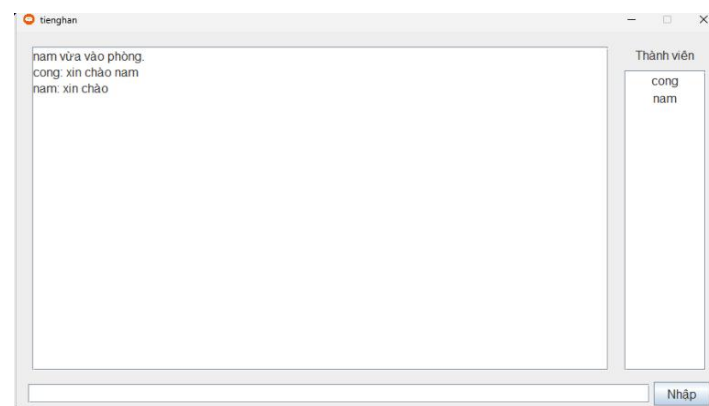 tienghan
nam vừa vào phòng.
cong: xin chào nam
nam: xin chào
Thành viên
cong
nam
Nhập